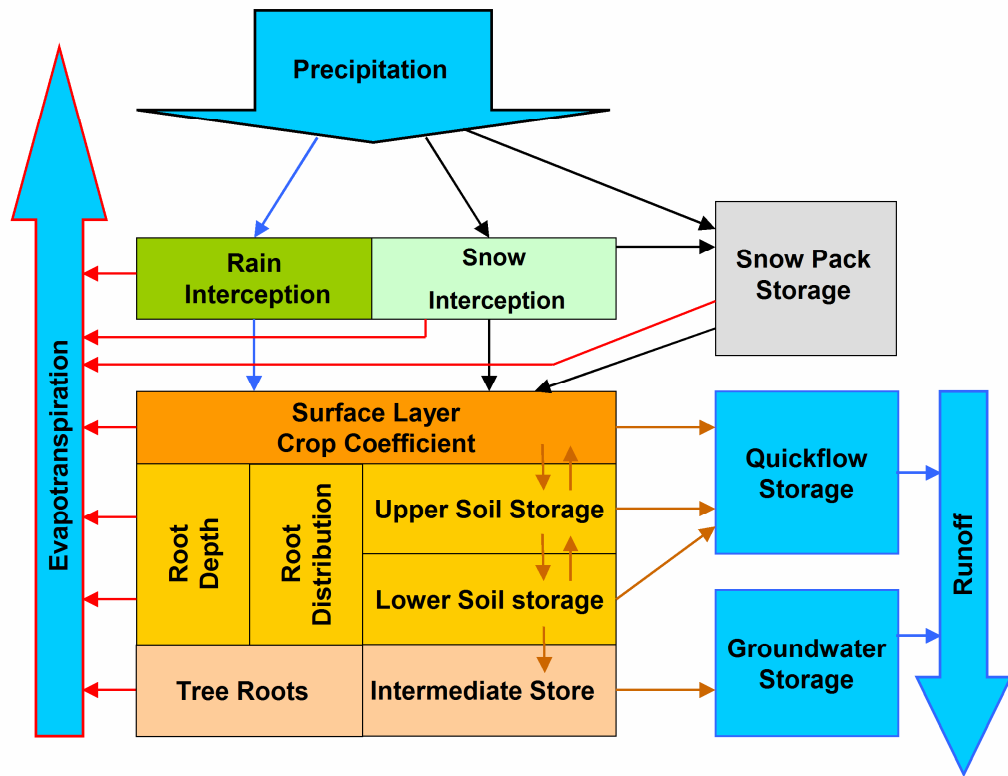 Precipitation
Rain
Interception
Snow
Interception
Snow Pack
Storage
Evapotranspiration
Surface Layer
Crop Coefficient
Quickflow
Storage
Root
Depth
Root
Distribution
Upper Soil Storage
Lower Soil storage
Runoff
Groundwater
Storage
Tree Roots
Intermediate Store